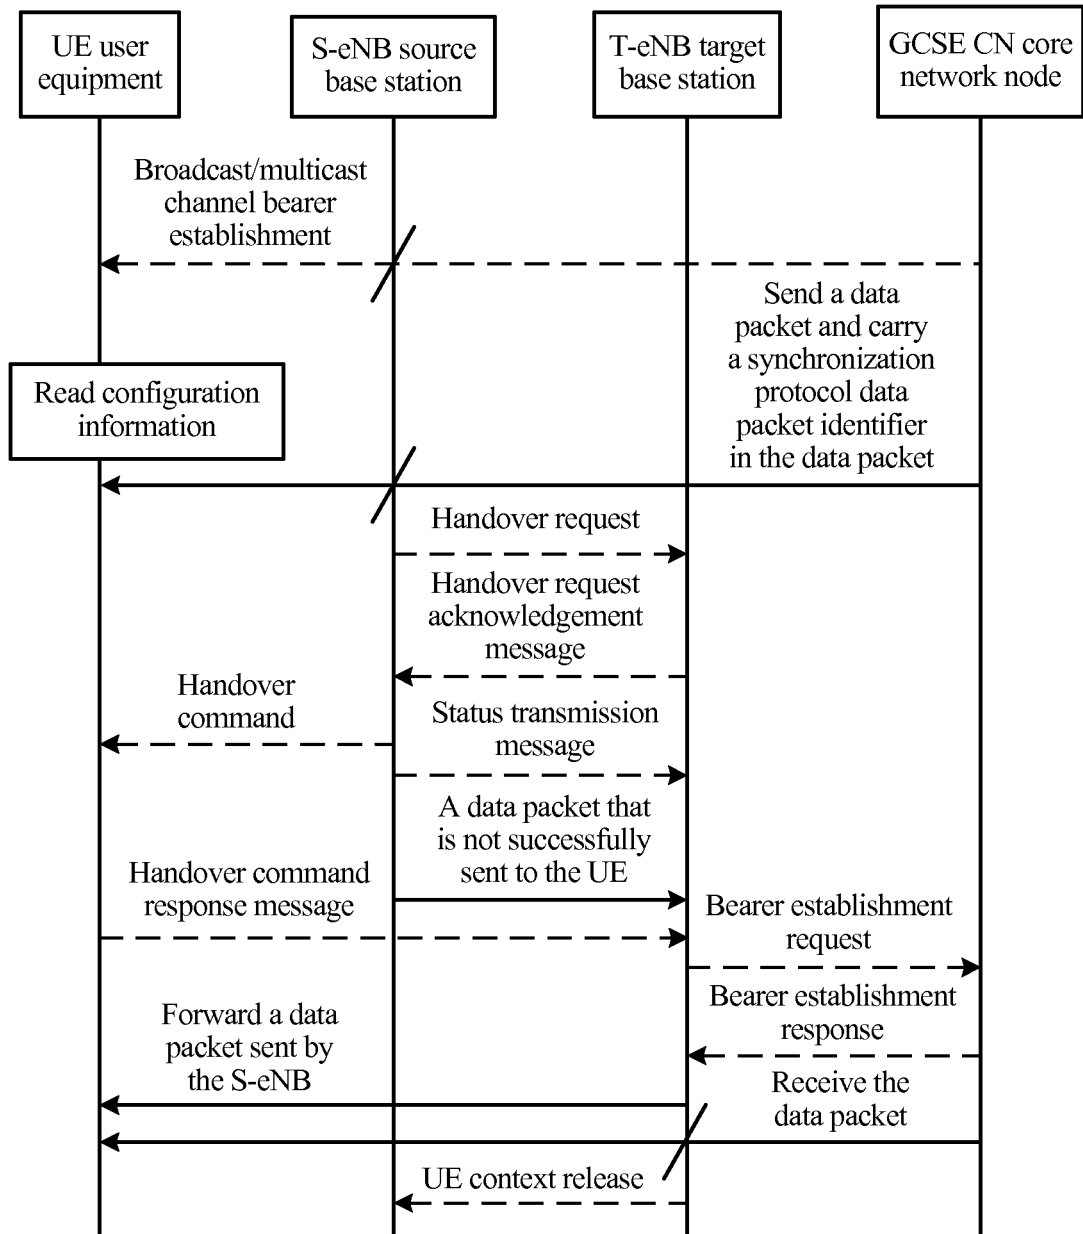 UE user
equipment
S-eNB source
base station
T-eNB target
base station
GCSE CN core
network node
Broadcast/multicast
channel bearer
establishment
Send a data
packet and carry
a synchronization
protocol data
packet identifier
in the data packet
Read configuration
information
Handover request
Handover request
acknowledgement
message
Handover
command
Status transmission
message
A data packet that
is not successfully
sent to the UE
Handover command
response message
Bearer establishment
request
Bearer establishment
response
Forward a data
packet sent by
the S-eNB
Receive the
data packet
UE context release